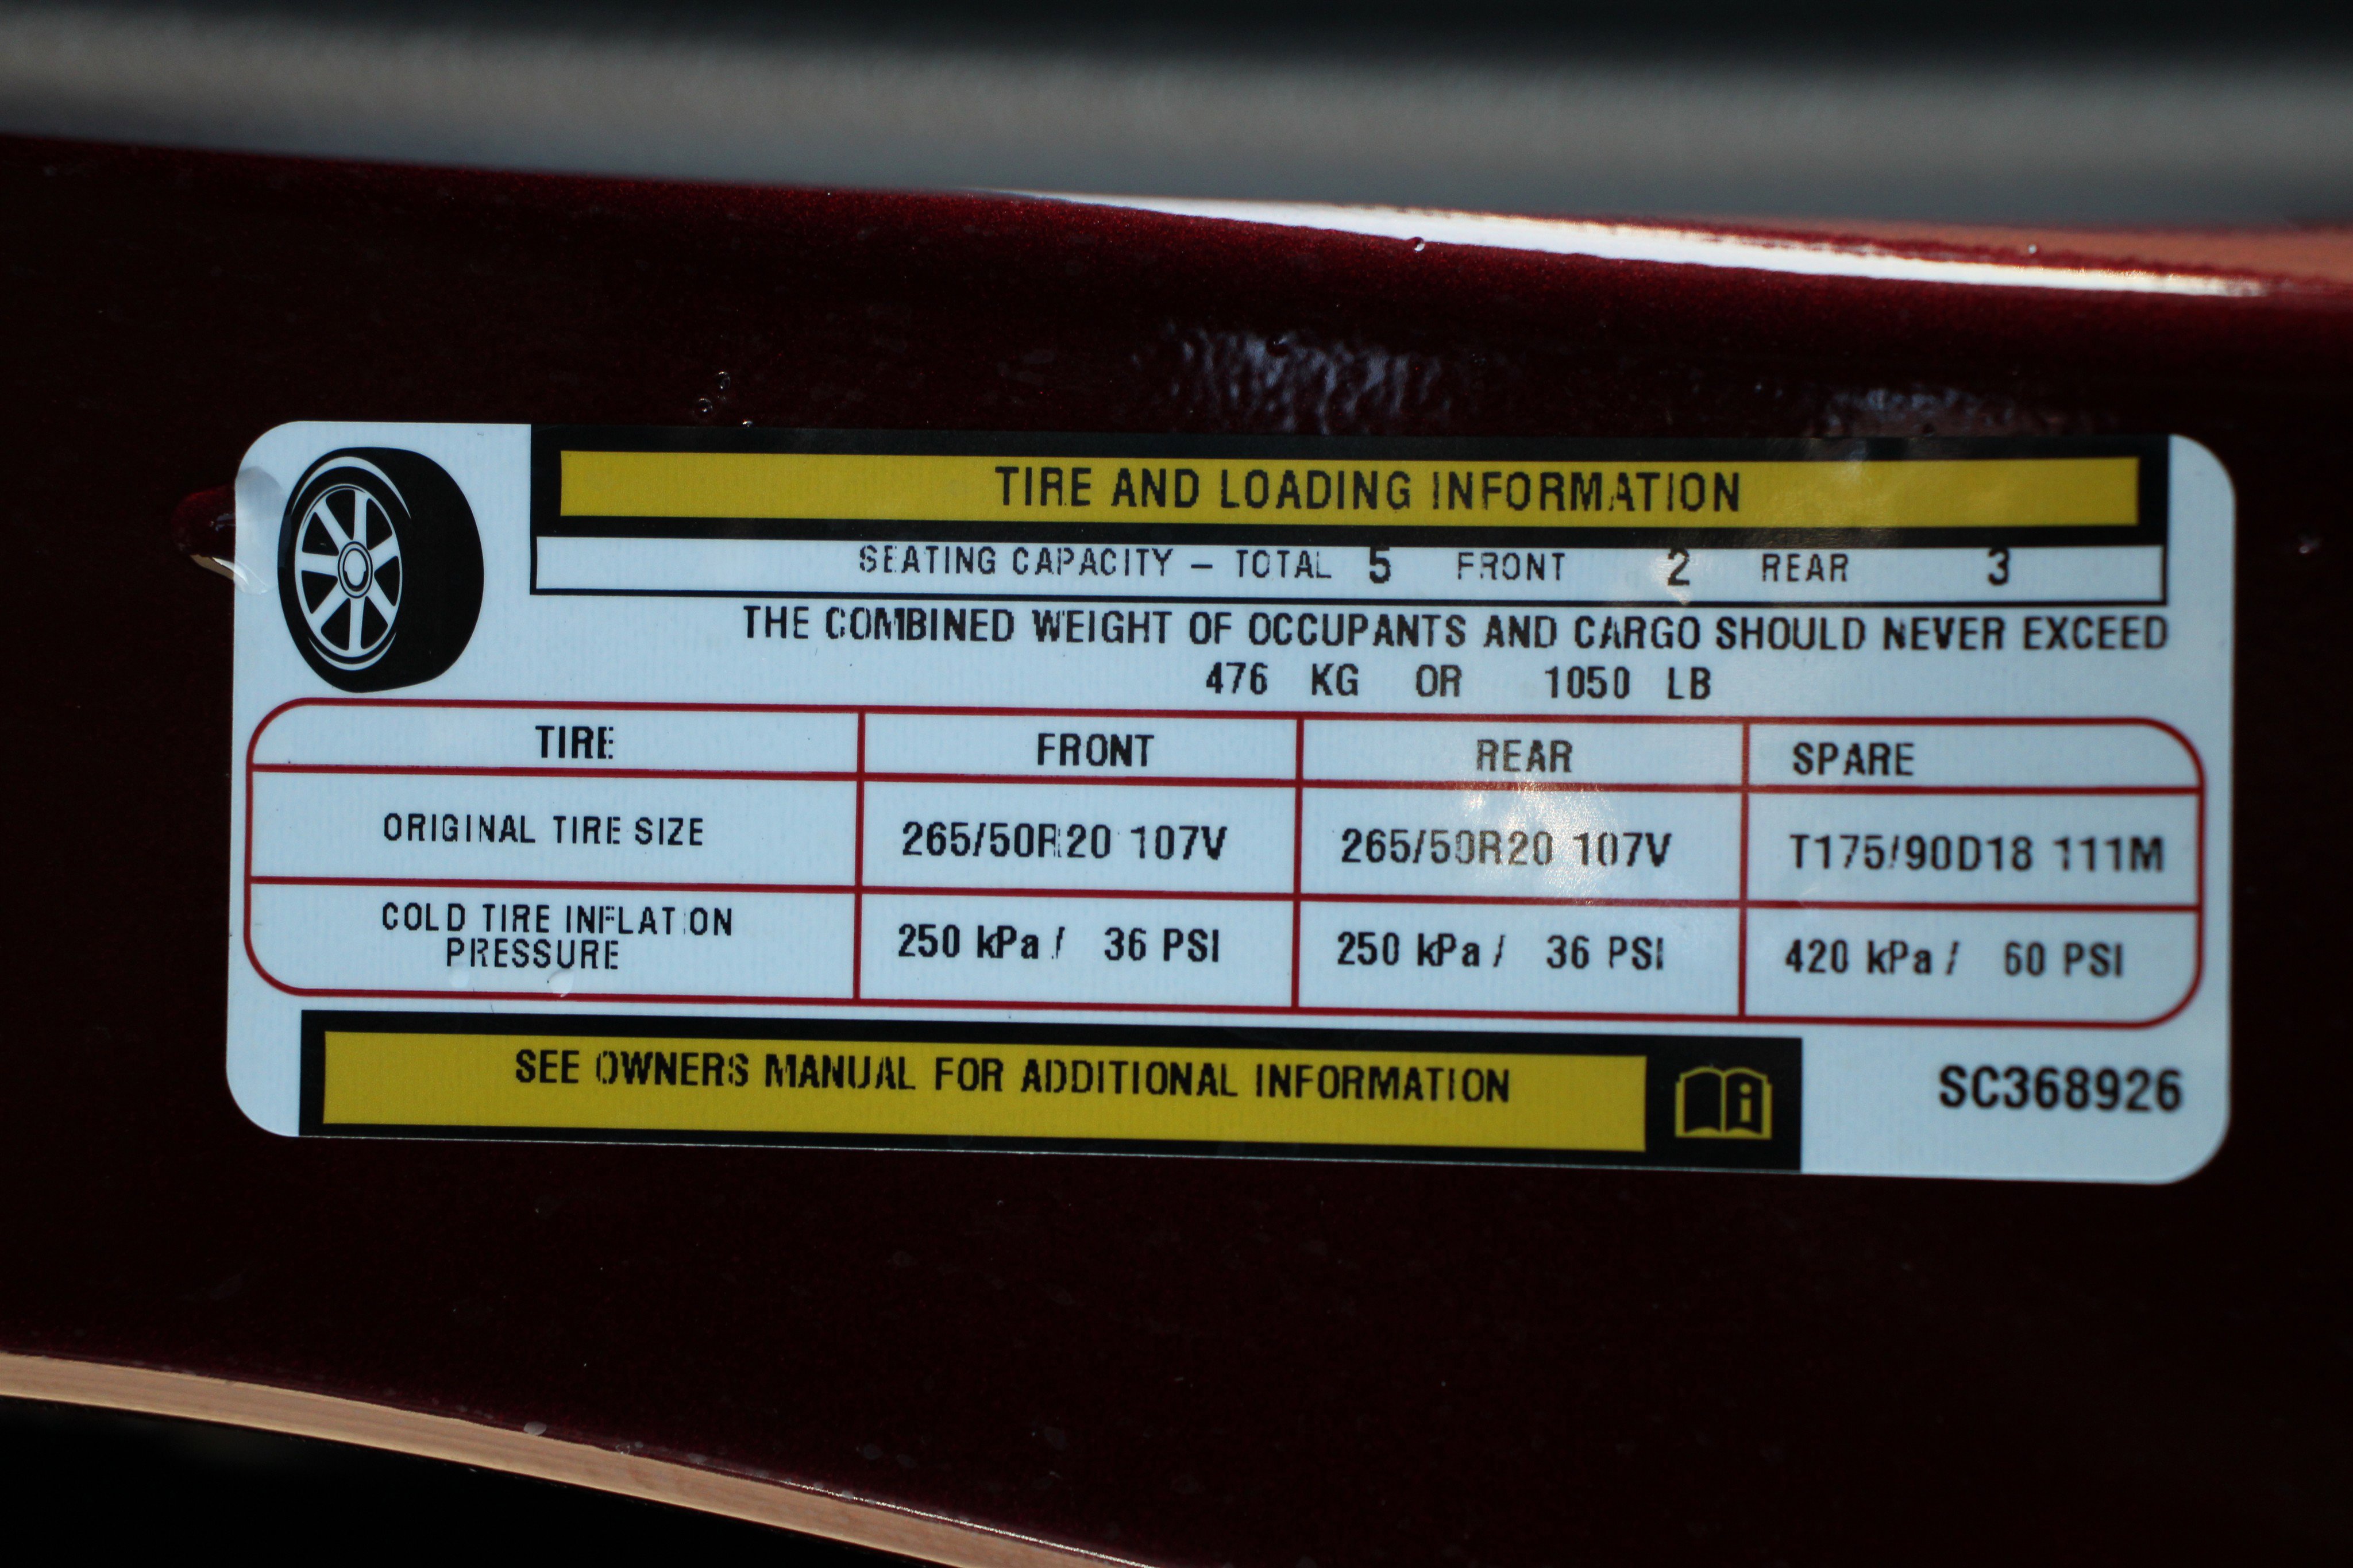 TIRE AND LOADING INFORMATION
SEATING CAPACITY – TOTAL 5 FRONT 2 REAR 3
THE COMBINED WEIGHT OF OCCUPANTS AND CARGO SHOULD NEVER EXCEED
476 KG OR 1050 LB
TIRE FRONT REAR SPARE
ORIGINAL TIRE SIZE 265/50R20 107V 265/50R20 107V T175/90D18 111M
COLD TIRE INFLATION
PRESSURE 250 kPa / 36 PSI 250 kPa / 36 PSI 420 kPa / 60 PSI
SEE OWNERS MANUAL FOR ADDITIONAL INFORMATION
SC368926